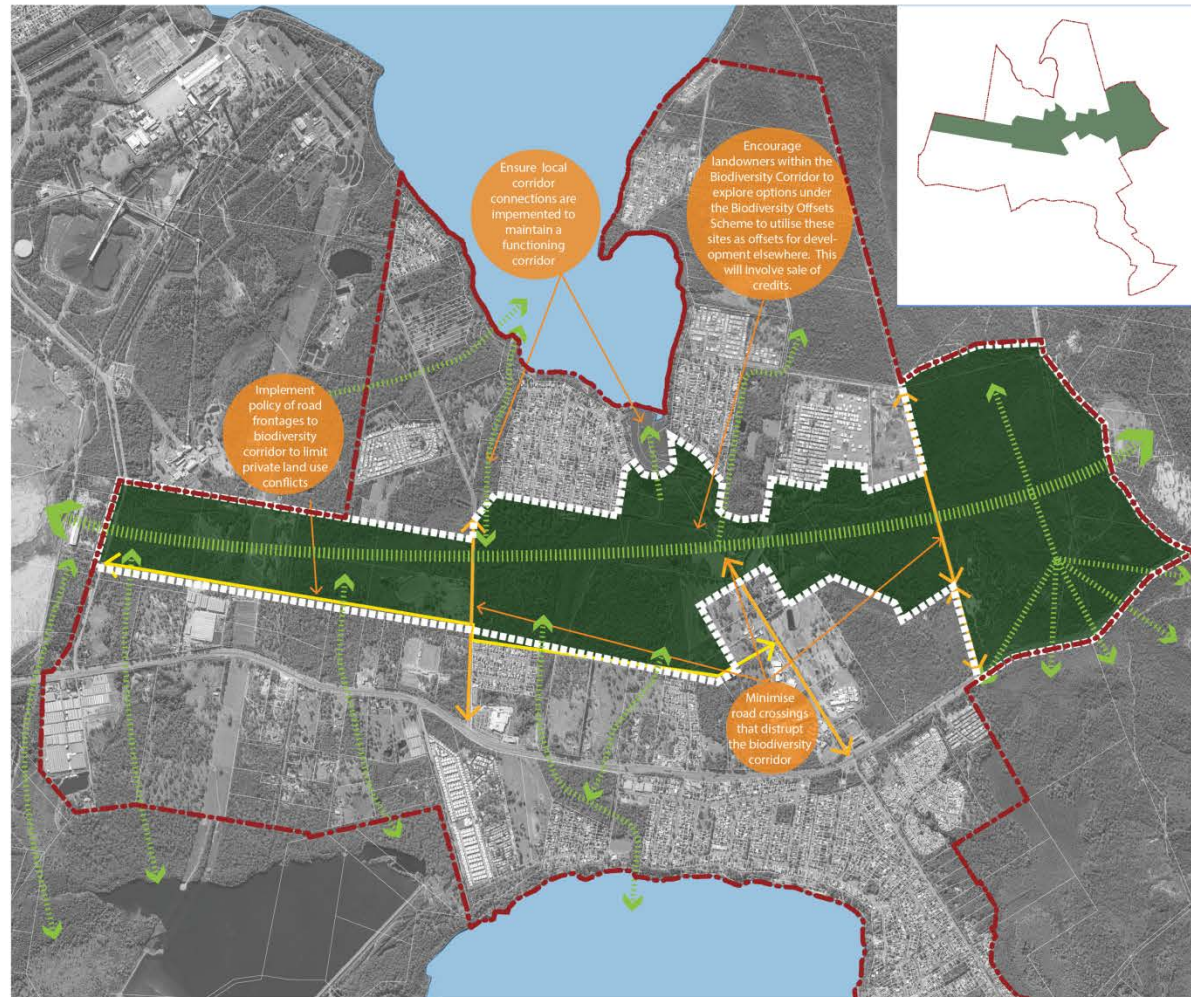 Ensure local
corridor
connections are
impemented to
maintain a
functioning
corridor
Encourage
landowners within the
Biodiversity Corridor to
explore options under
the Biodiversity Offsets
Scheme to utilise these
sites as offsets for devel-
opment elsewhere. This
will involve sale of
credits.
Implement
policy of road
frontages to
biodiversity
corridor to limit
private land use
conflicts
Minimise
road crossings
that distrupt
the biodiversity
corridor